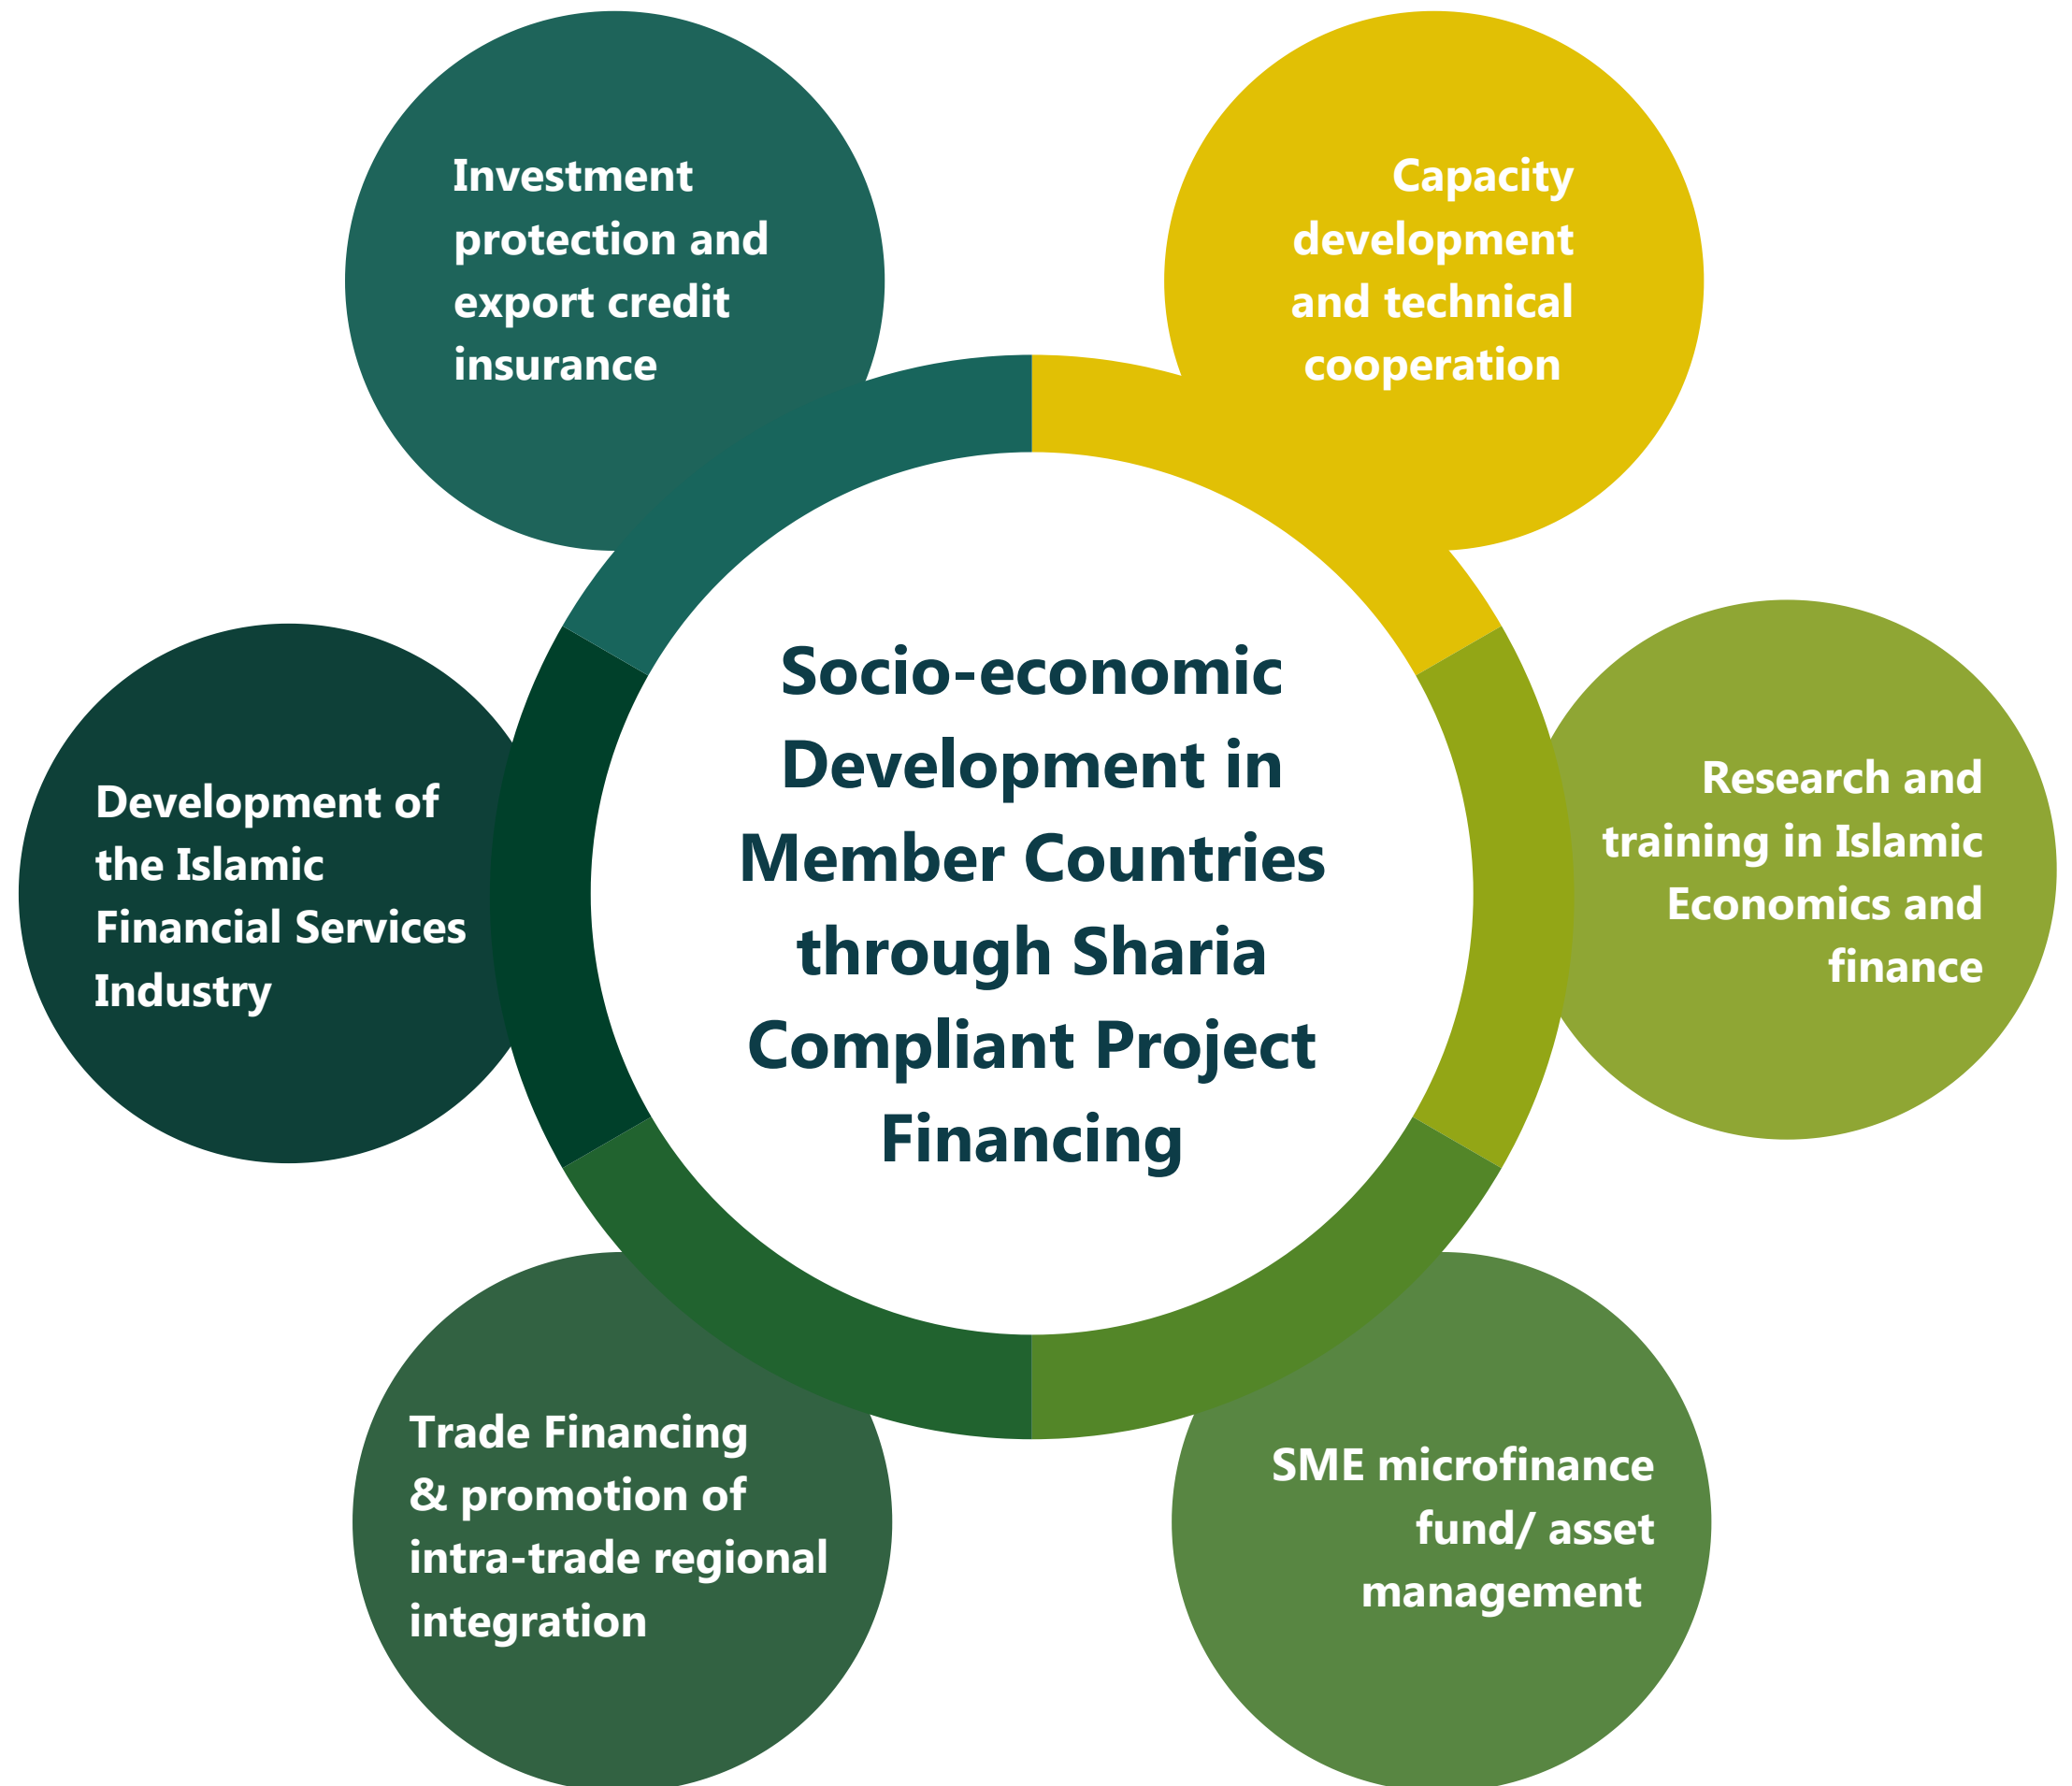 Investment
protection and
export credit
insurance
Capacity
development
and technical
cooperation
Socio-economic
Development in
Member Countries
through Sharia
Compliant Project
Financing
Development of
the Islamic
Financial Services
Industry
Research and
training in Islamic
Economics and
finance
Trade Financing
& promotion of
intra-trade regional
integration
SME microfinance
fund/ asset
management